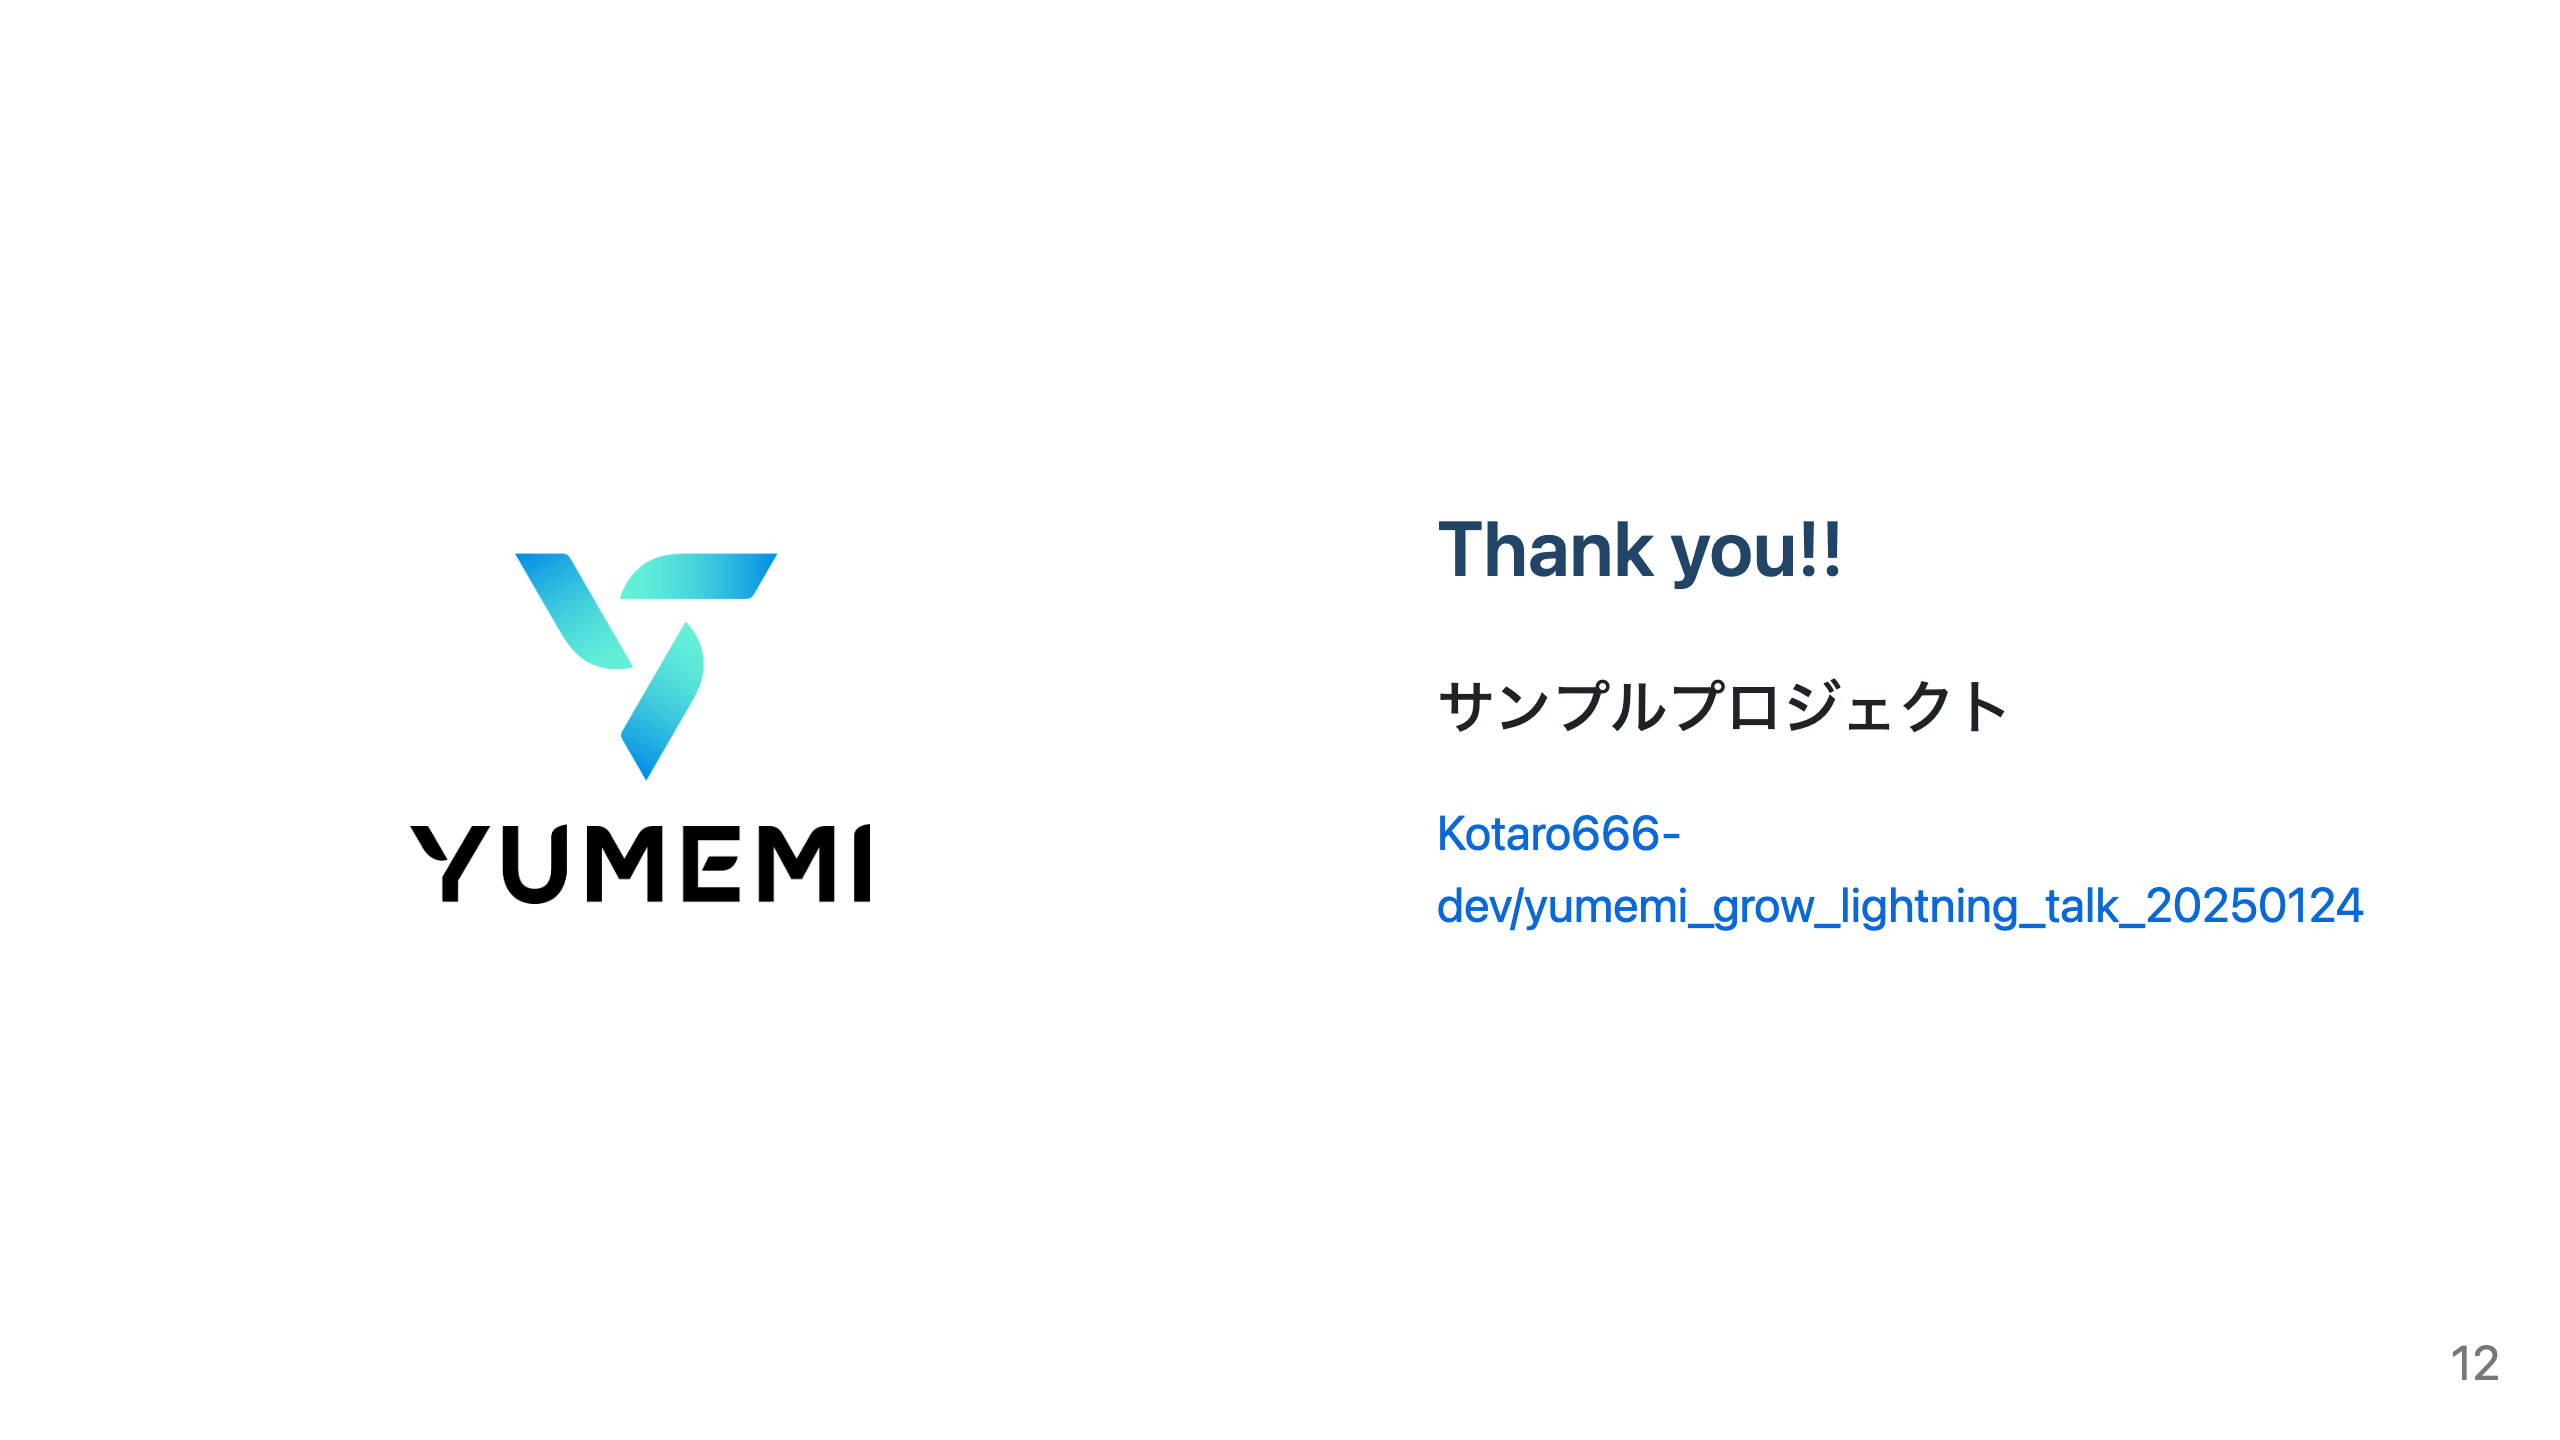 YUMEMI
Thank you!!
サンプルプロジェクト
Kotaro666-
dev/yumemi_grow_lightning_talk_20250124
12